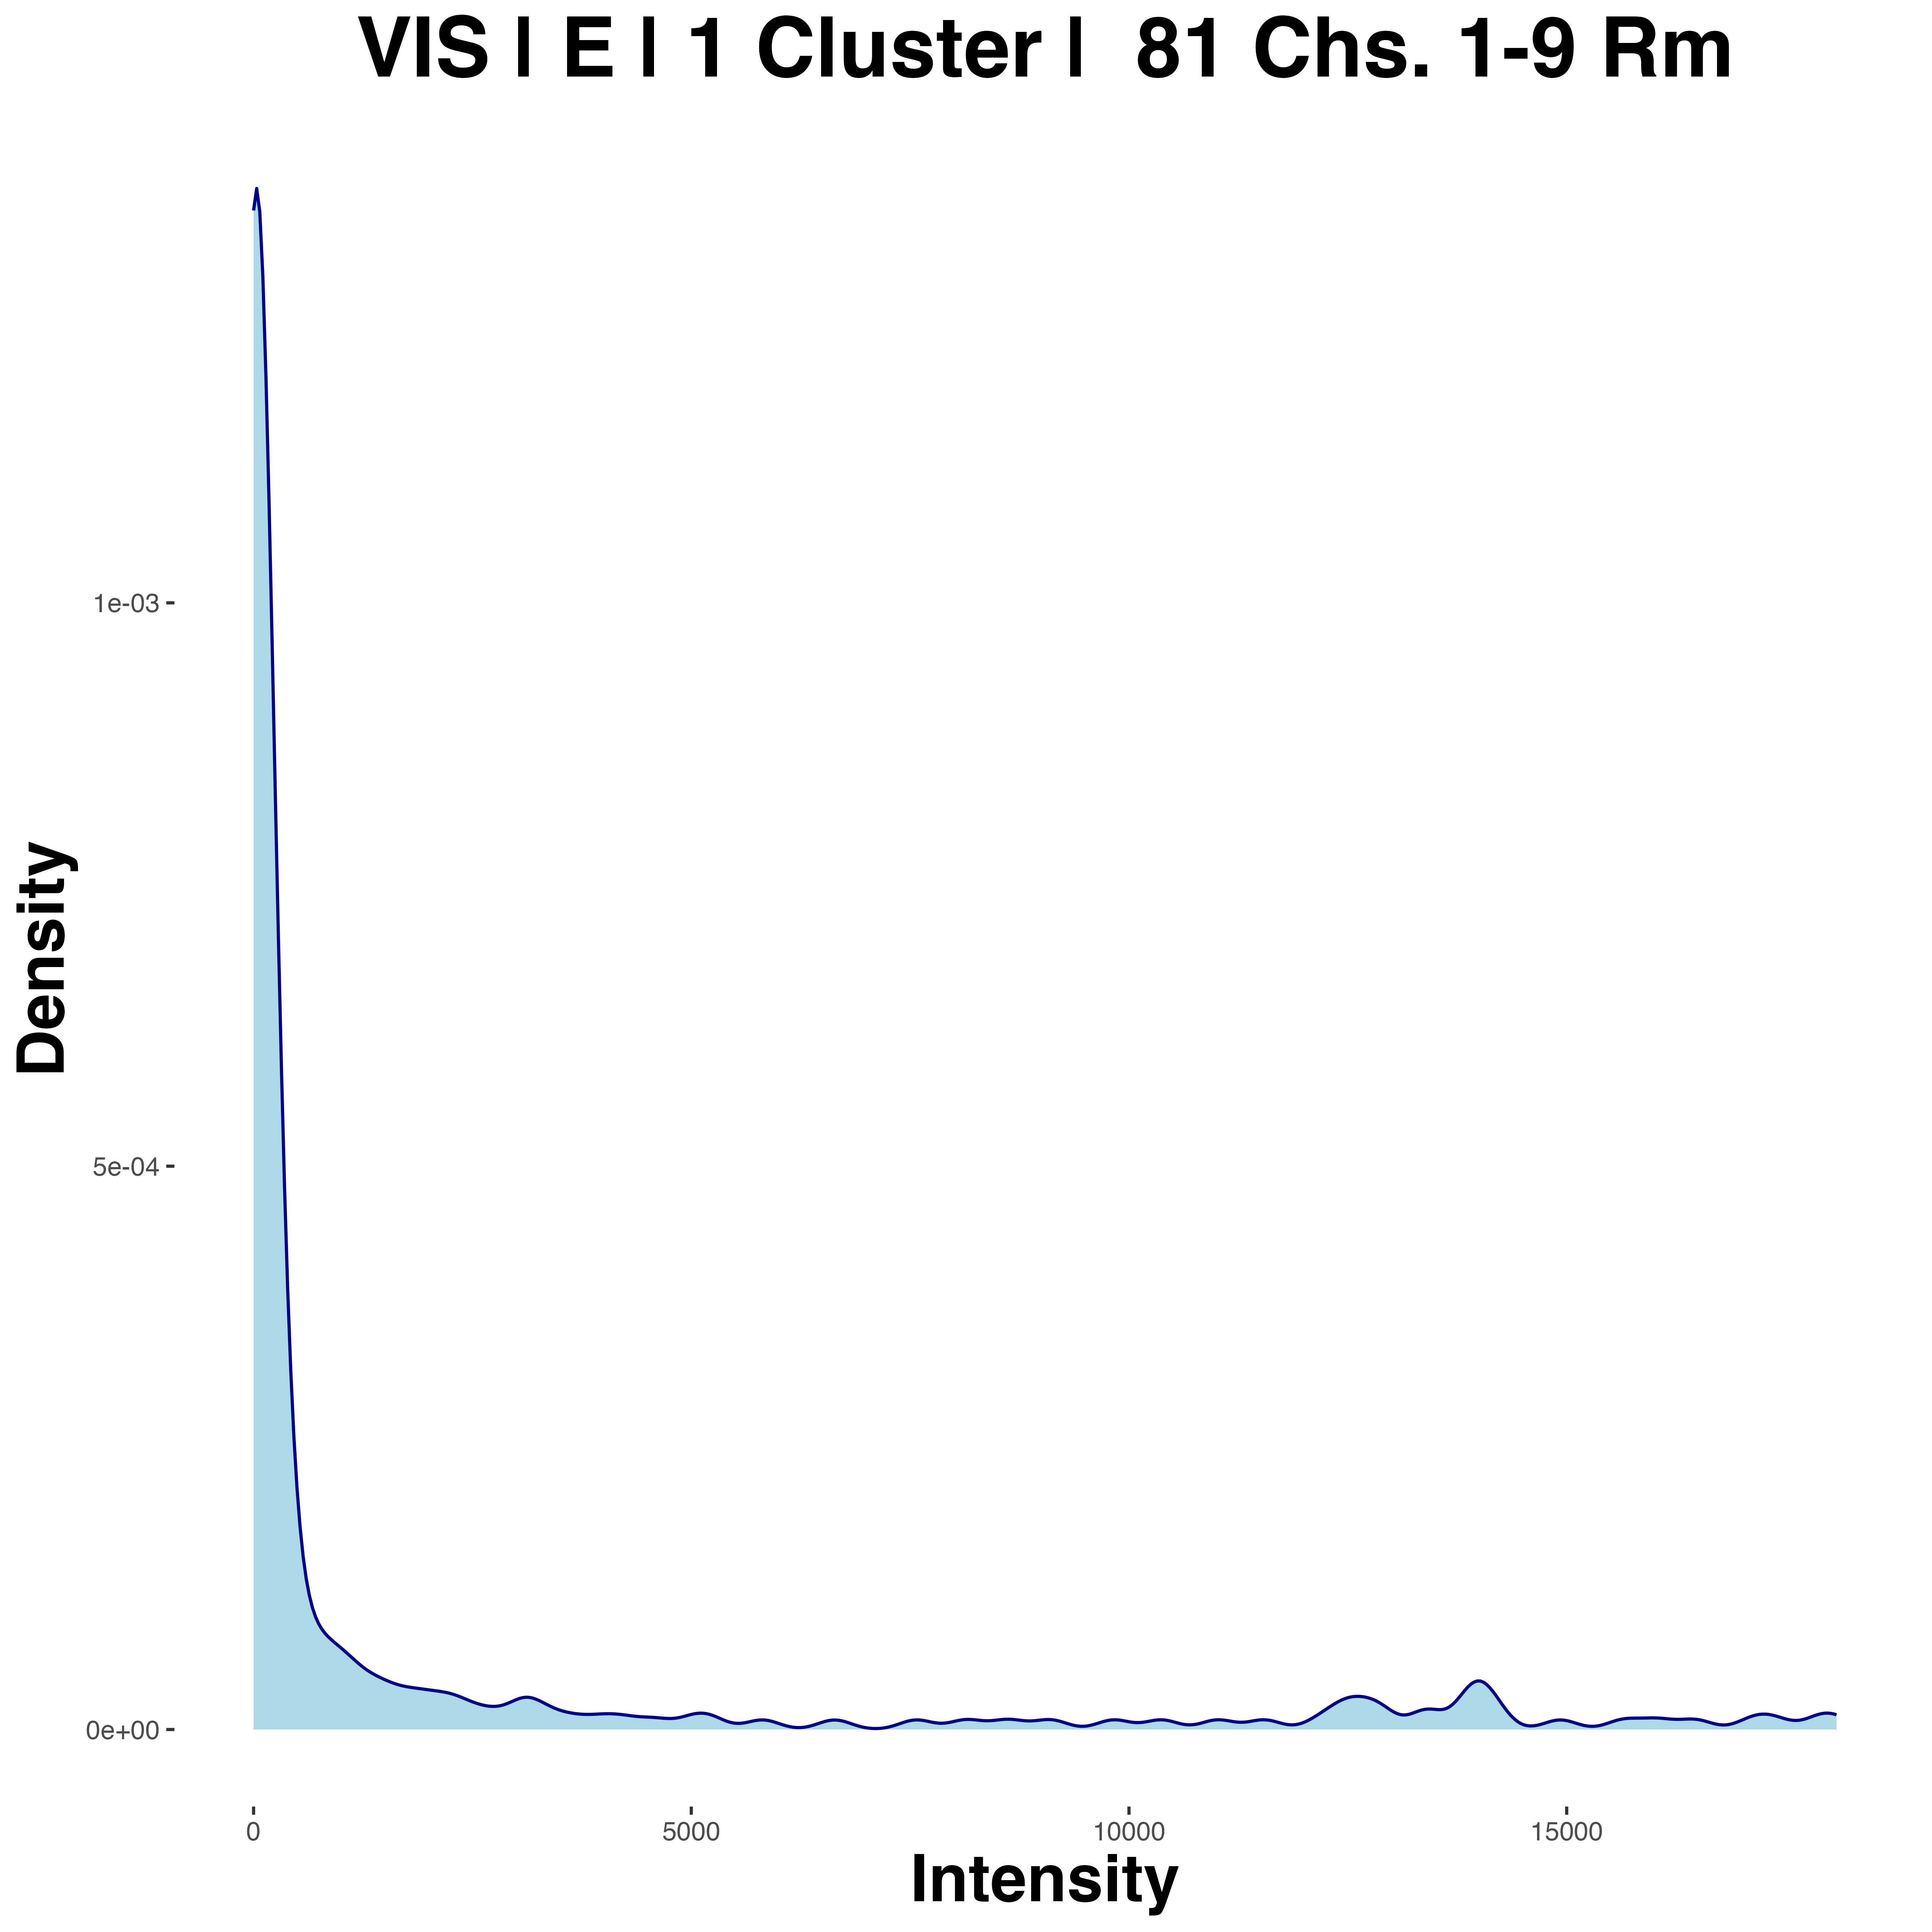 VIS | E | 1 Cluster |  81 Chs. 1-9 Rm
Density
1e-03
5e-04
0e+00
0 5000 10000 15000
Intensity